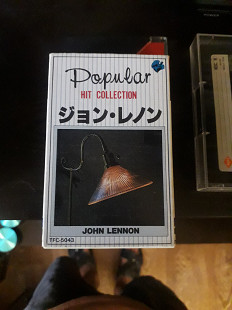 Popular
HIT COLLECTION
ジョン・レノン
JOHN LENNON
TFC-5043